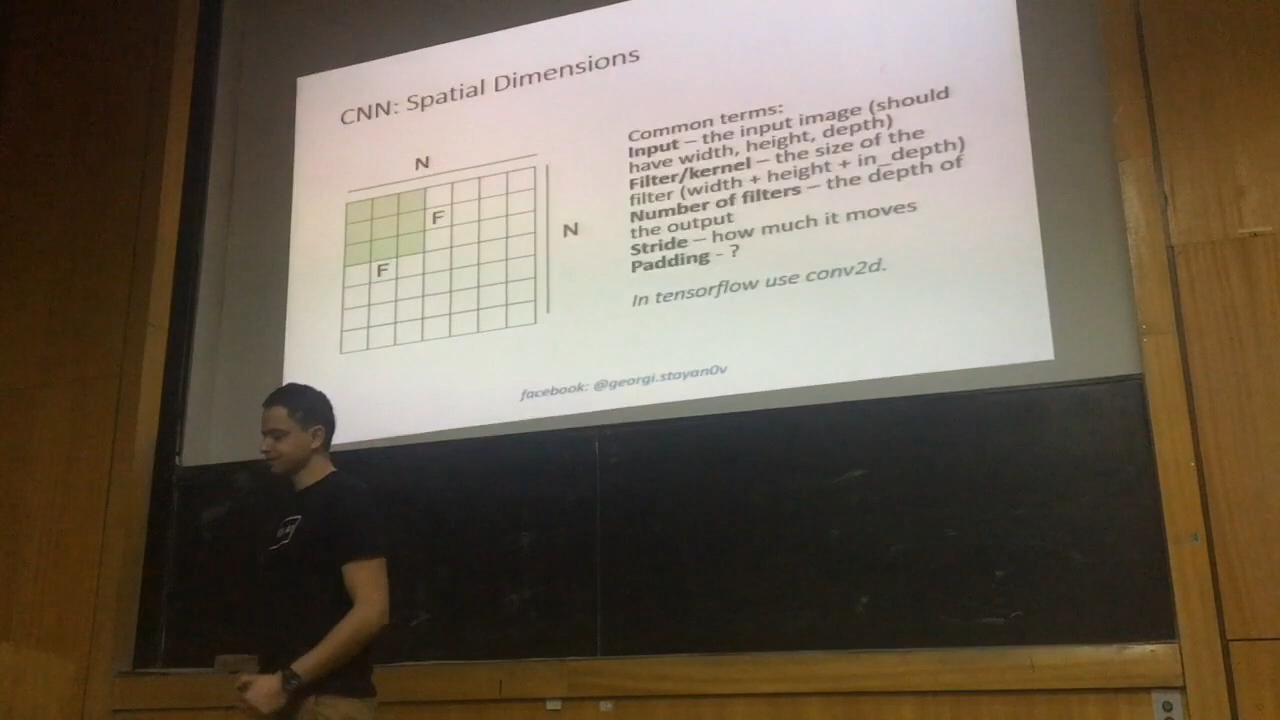 CNN: Spatial Dimensions
N
F
N
F
Common terms:
Input – the input image (should
have width, height, depth)
Filter/kernel – the size of the
filter (width + height + in_depth)
Number of filters – the depth of
the output
Stride – how much it moves
Padding - ?
In tensorflow use conv2d.
facebook: @georgi.stoyan0v